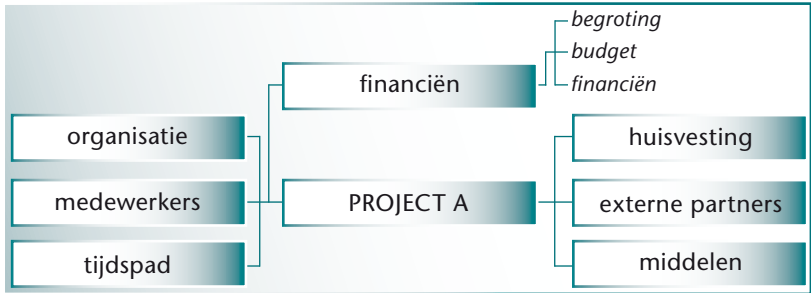 begroting
budget
financiën
financiën
organisatie
huisvesting
medewerkers
PROJECT A
externe partners
tijdspad
middelen